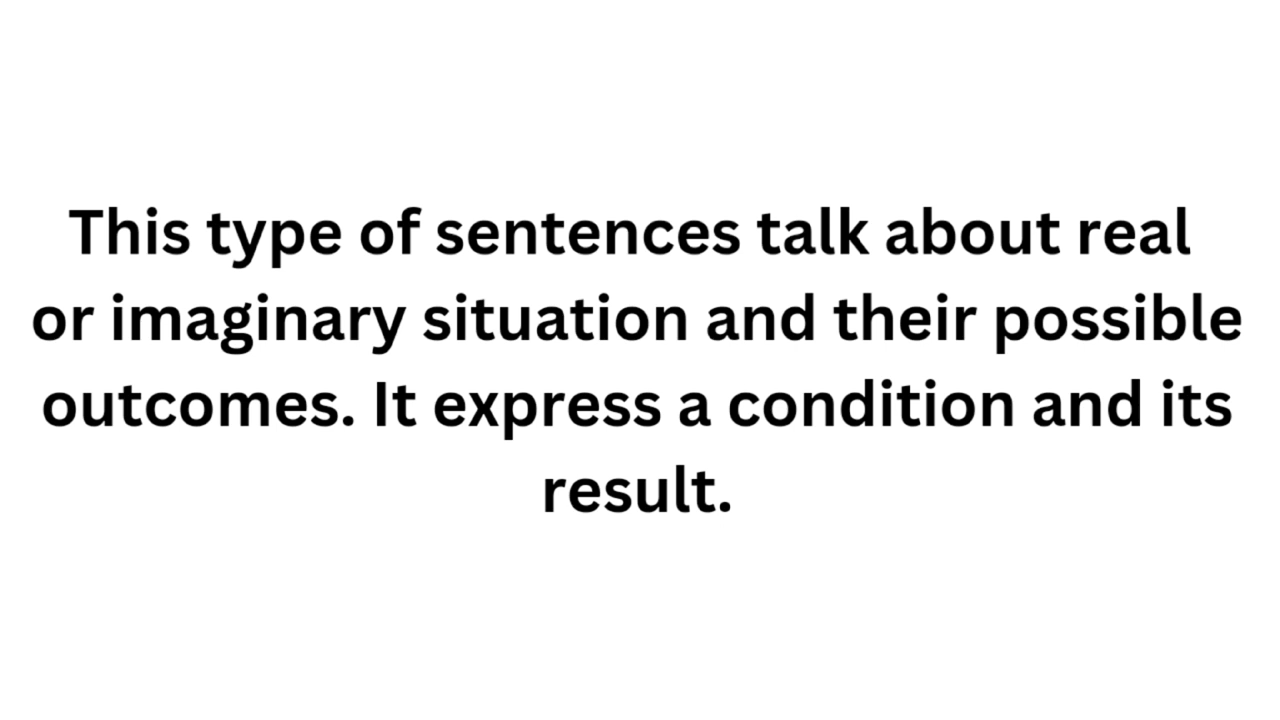 This type of sentences talk about real
or imaginary situation and their possible
outcomes. It express a condition and its
result.